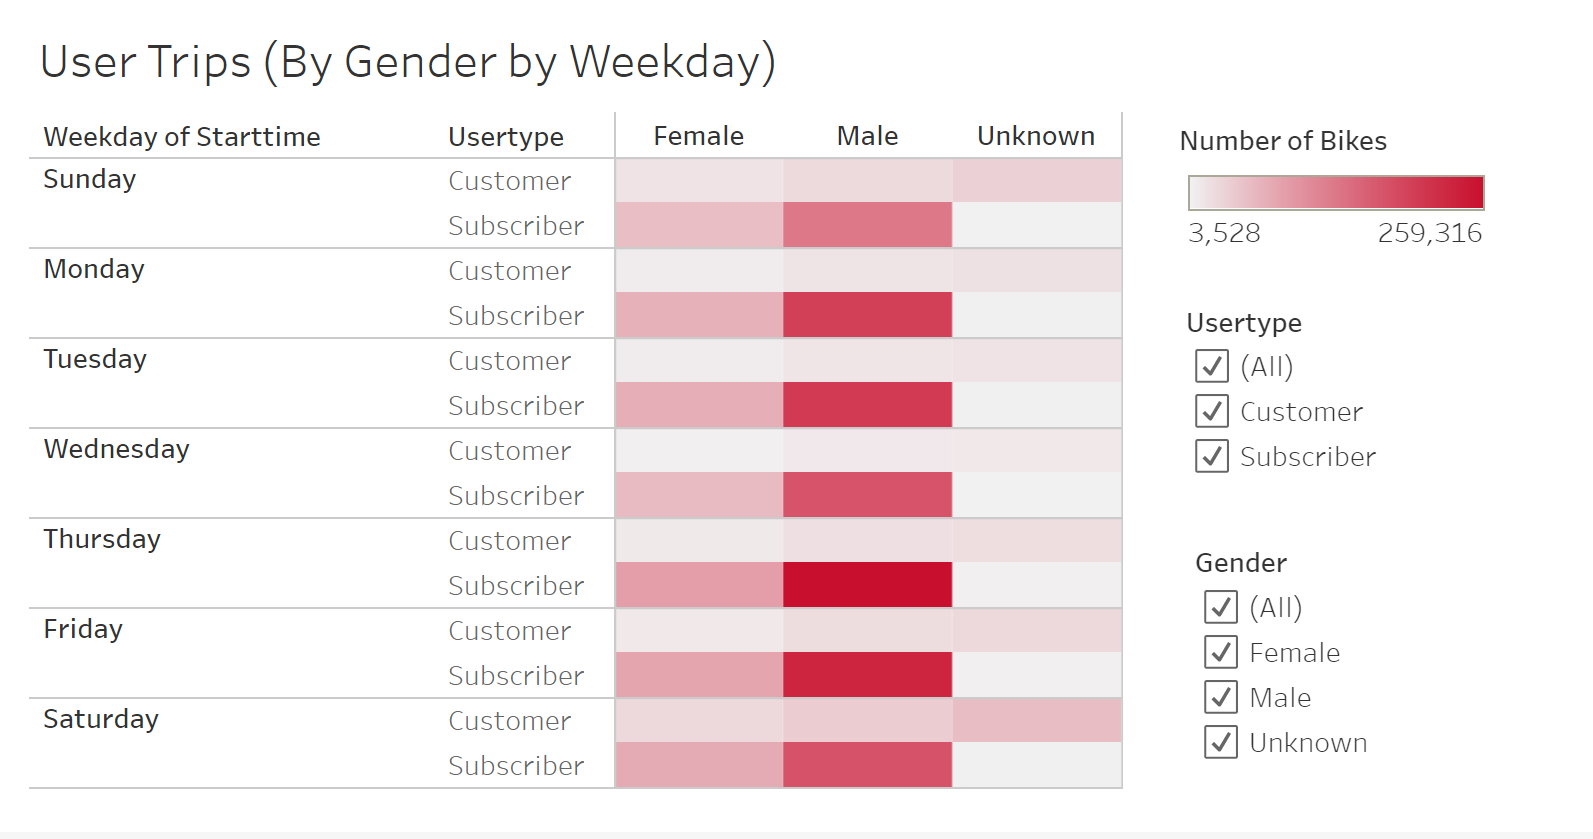 User Trips (By Gender by Weekday)
Weekday of Starttime Usertype Female Male Unknown
Sunday Customer
Subscriber
Monday Customer
Subscriber
Tuesday Customer
Subscriber
Wednesday Customer
Subscriber
Thursday Customer
Subscriber
Friday Customer
Subscriber
Saturday Customer
Subscriber
Number of Bikes
3,528 259,316
Usertype
(All)
Customer
Subscriber
Gender
(All)
Female
Male
Unknown